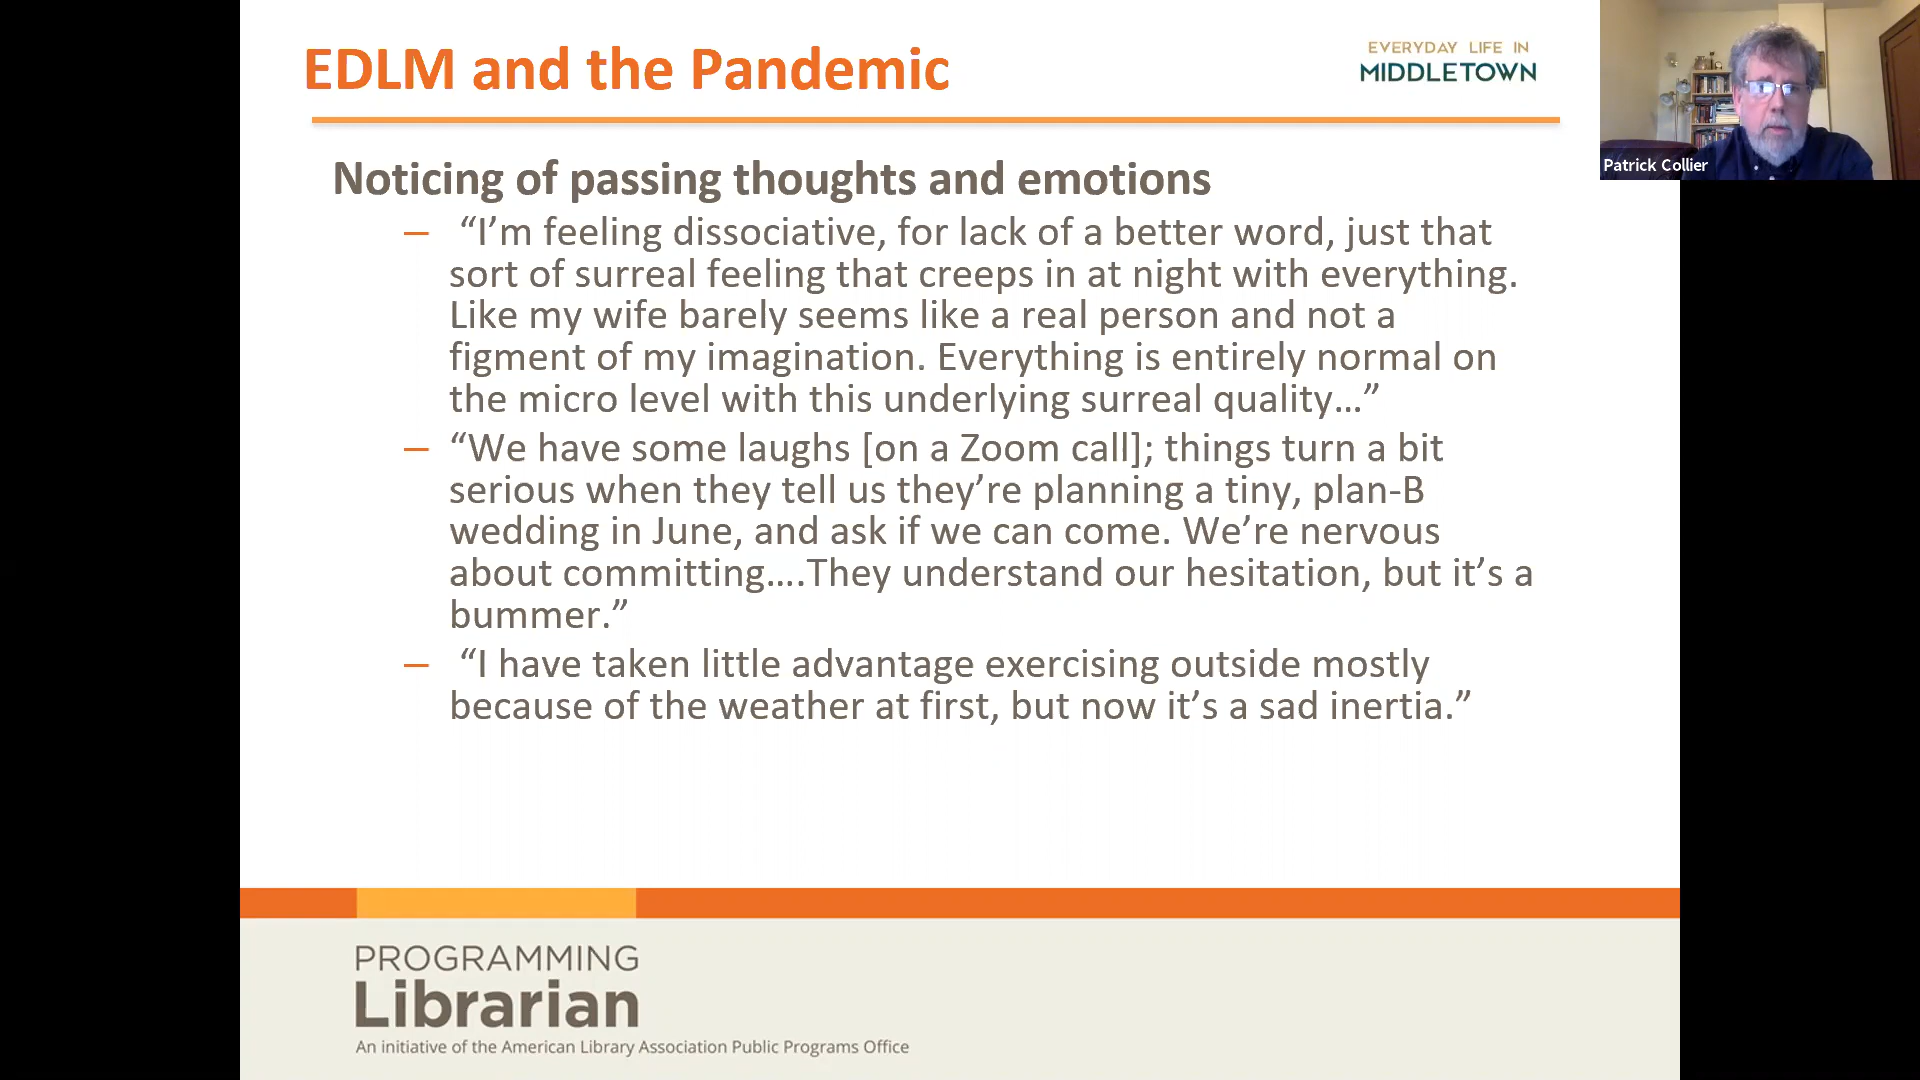 EDLM and the Pandemic
EVERYDAY LIFE IN
MIDDLETOWN
Patrick Collier
Noticing of passing thoughts and emotions
– “I’m feeling dissociative, for lack of a better word, just that
sort of surreal feeling that creeps in at night with everything.
Like my wife barely seems like a real person and not a
figment of my imagination. Everything is entirely normal on
the micro level with this underlying surreal quality…”
– “We have some laughs [on a Zoom call]; things turn a bit
serious when they tell us they’re planning a tiny, plan-B
wedding in June, and ask if we can come. We’re nervous
about committing….They understand our hesitation, but it’s a
bummer.”
– “I have taken little advantage exercising outside mostly
because of the weather at first, but now it’s a sad inertia.”
PROGRAMMING
Librarian
An initiative of the American Library Association Public Programs Office